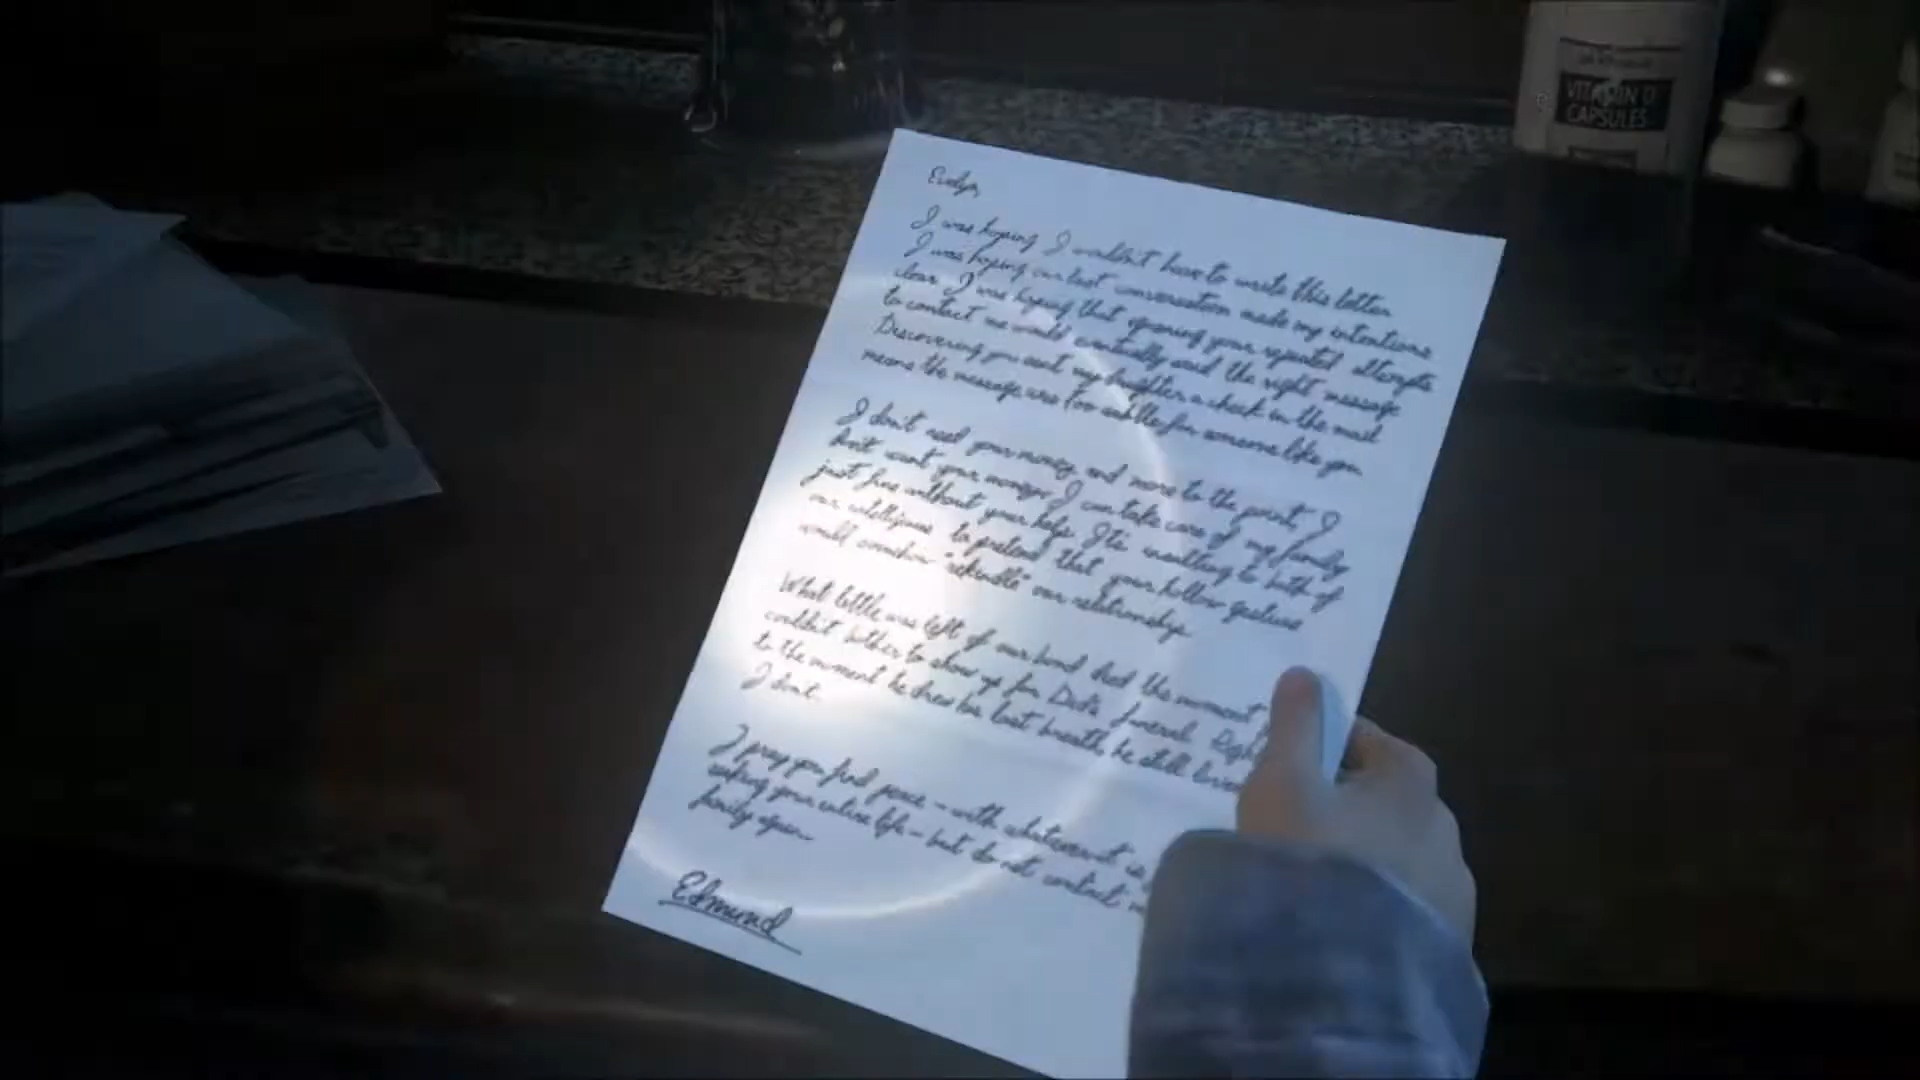 Evelyn,
I was hoping I wouldn't have to write this letter.
I was hoping our last conversation made my intentions
clear. I was hoping that ignoring your repeated attempts
to contact me would eventually send the right message
Discovering you sent my daughter a check in the mail
means the message was too subtle for someone like you
I don't need your money and more to the point, I
don't want your money. I can take care of my family
just fine without your help. It's insulting to both of
our intelligence to pretend that your hollow gesture
would somehow "rekindle" our relationship.
What little was left of our bond died the moment
couldn't bother to show up for Dad's funeral.
to the moment he drew his last breath, he still
I don't.
I pray you find peace - with whatever it is
your entire life - but do not contact
family again.
Edmund
VITAMIN D
CAPSULES